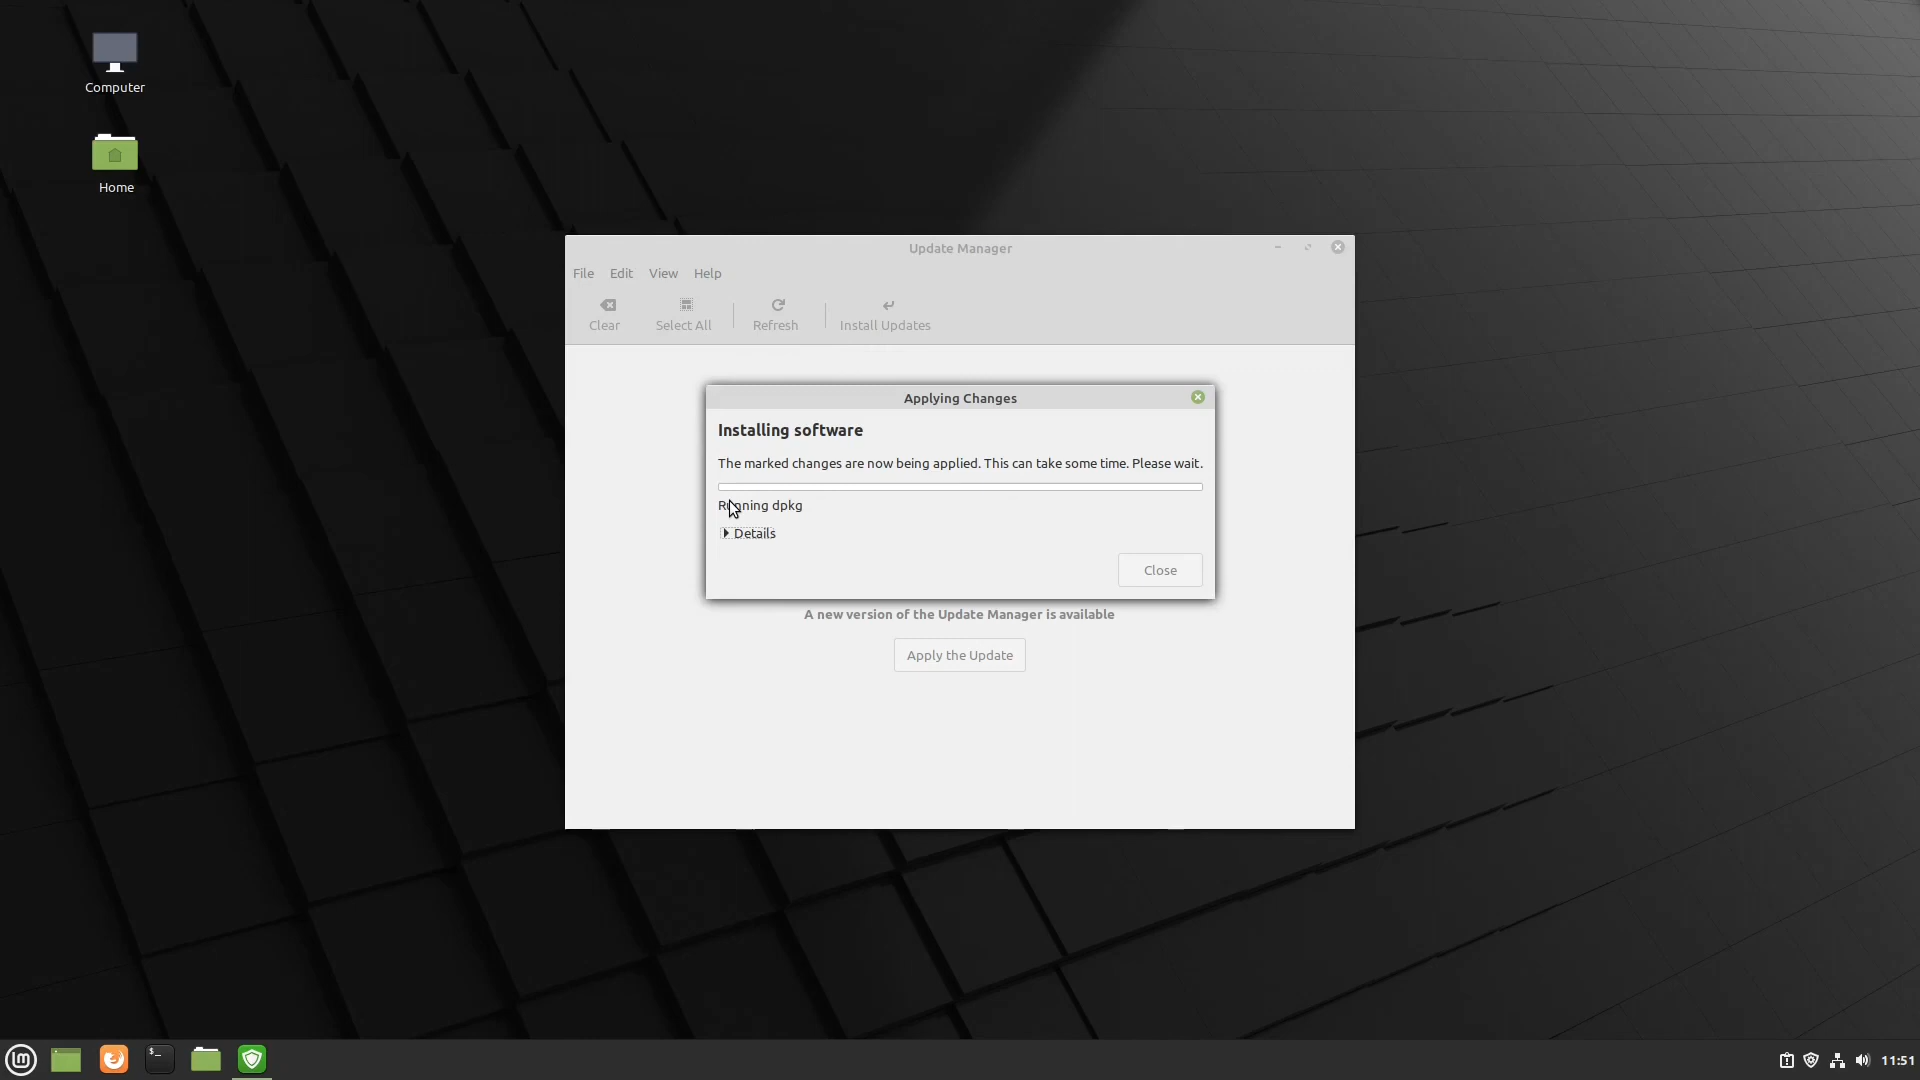 Computer
Home
Update Manager
File Edit View Help
Clear Select All Refresh Install Updates
Applying Changes
Installing software
The marked changes are now being applied. This can take some time. Please wait.
Running dpkg
Details
Close
A new version of the Update Manager is available
Apply the Update
lm $_ 11:51